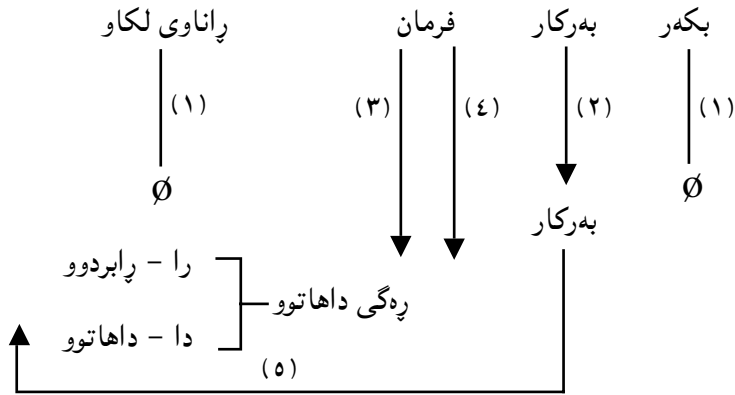 بکەر بەرکار فرمان ڕاناوی لکاو
(١) (٢) (٤) (٣) (١)
Ø Ø
بەرکار
را - ڕابردوو
ڕەگی داهاتوو
دا - داهاتوو
(٥)